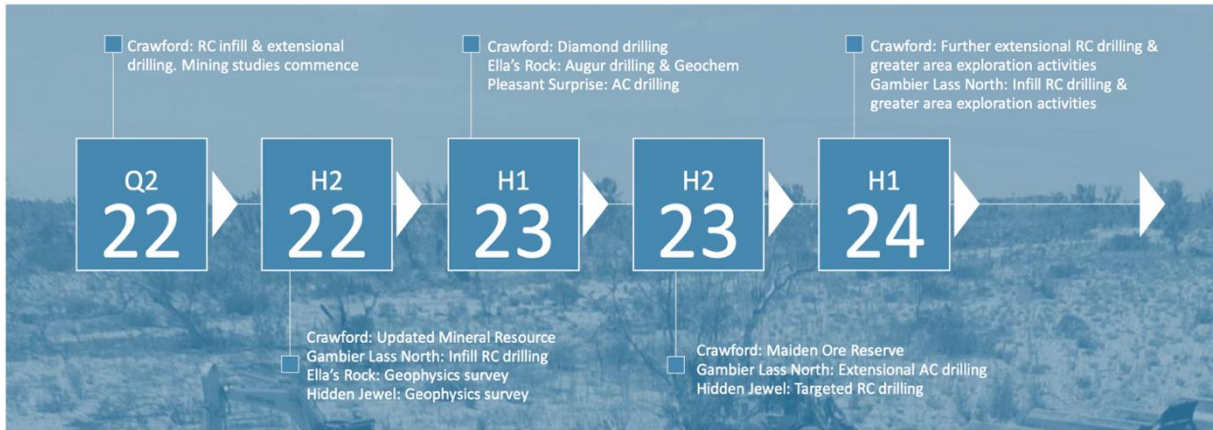 Crawford: RC infill & extensional
drilling. Mining studies commence
Crawford: Diamond drilling
Ella's Rock: Augur drilling & Geochem
Pleasant Surprise: AC drilling
Crawford: Further extensional RC drilling &
greater area exploration activities
Gambier Lass North: Infill RC drilling &
greater area exploration activities
Q2
22
H2
22
H1
23
H2
23
H1
24
Crawford: Updated Mineral Resource
Gambier Lass North: Infill RC drilling
Ella's Rock: Geophysics survey
Hidden Jewel: Geophysics survey
Crawford: Maiden Ore Reserve
Gambier Lass North: Extensional AC drilling
Hidden Jewel: Targeted RC drilling